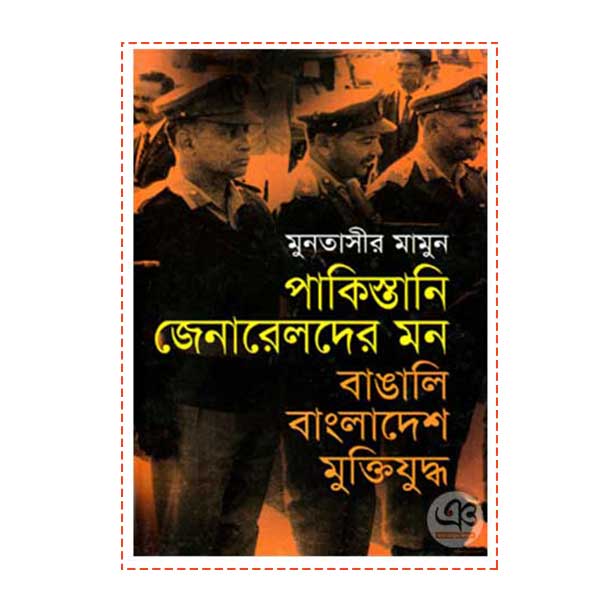 মুনতাসীর মামুন
পাকিস্তানি
জেনারেলদের মন
বাঙালি
বাংলাদেশ
মুক্তিযুদ্ধ